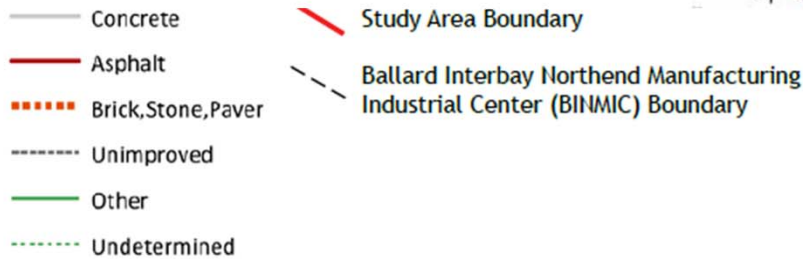 Concrete
Asphalt
Brick,Stone,Paver
Unimproved
Other
Undetermined
Study Area Boundary
Ballard Interbay Northend Manufacturing
Industrial Center (BINMIC) Boundary